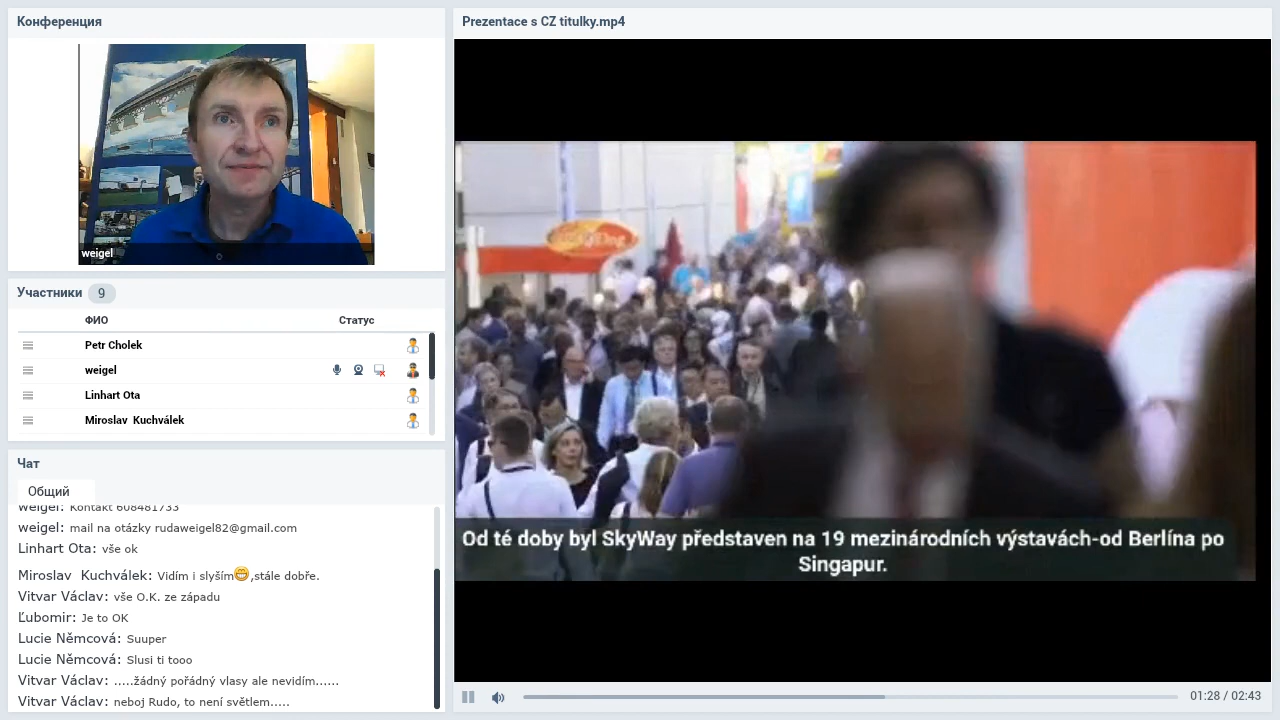 Конференция
weigel
Участники 9
ФИО Статус
Petr Cholek
weigel
Linhart Ota
Miroslav Kuchválek
Чат
Общий
weigel: Kontakt 608481733
weigel: mail na otázky rudaweigel82@gmail.com
Linhart Ota: vše ok
Miroslav Kuchválek: Vidím i slyším😁,stále dobře.
Vitvar Václav: vše O.K. ze západu
Ľubomir: Je to OK
Lucie Němcová: Suuper
Lucie Němcová: Slusi ti tooo
Vitvar Václav: .....žádný pořádný vlasy ale nevidím......
Vitvar Václav: neboj Rudo, to není světlem.....
Prezentace s CZ titulky.mp4
Od té doby byl SkyWay představen na 19 mezinárodních výstavách-od Berlína po
Singapur.
01:28 / 02:43